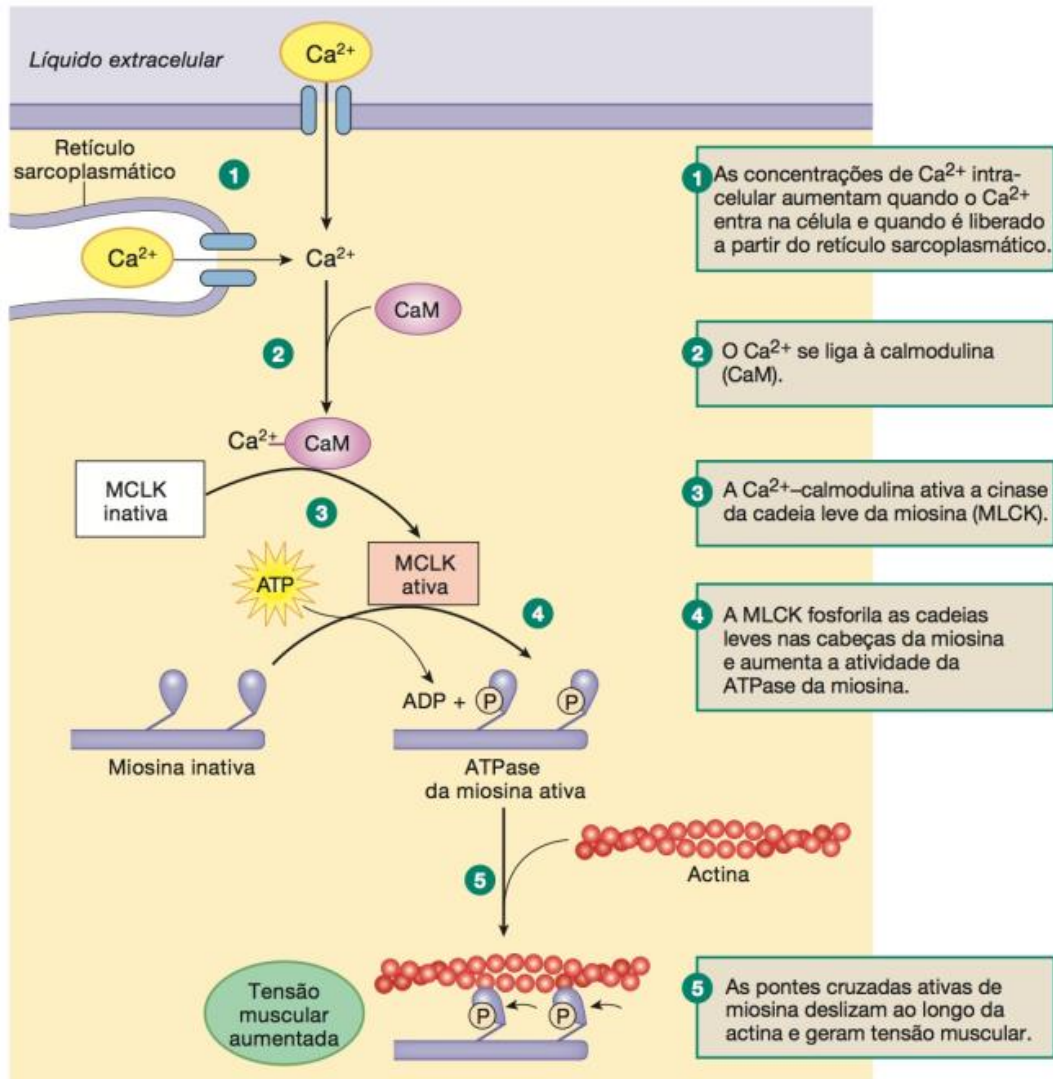 Líquido extracelular
Ca2+
Retículo
sarcoplasmático
1
Ca2+
Ca2+
CaM
2
Ca2+
CaM
MCLK
inativa
3
ATP
MCLK
ativa
4
ADP +
P
P
Miosina inativa
ATPase
da miosina ativa
Actina
5
Tensão
muscular
aumentada
P
P
1
As concentrações de Ca2+ intra-
celular aumentam quando o Ca2+
entra na célula e quando é liberado
a partir do retículo sarcoplasmático.
2
O Ca2+ se liga à calmodulina
(CaM).
3
A Ca2+–calmodulina ativa a cinase
da cadeia leve da miosina (MLCK).
4
A MLCK fosforila as cadeias
leves nas cabeças da miosina
e aumenta a atividade da
ATPase da miosina.
5
As pontes cruzadas ativas de
miosina deslizam ao longo da
actina e geram tensão muscular.